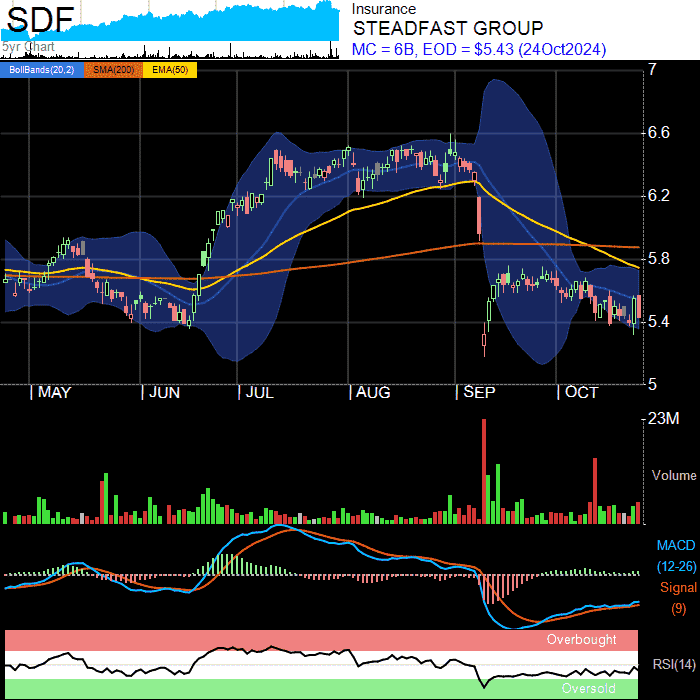 SDF
5yr Chart
Insurance
STEADFAST GROUP
MC = 6B, EOD = $5.43 (24Oct2024)
BollBands(20,2) SMA(200) EMA(50)
7
6.6
6.2
5.8
5.4
5
MAY JUN JUL AUG SEP OCT
23M
Volume
MACD
(12-26)
Signal
(9)
Overbought
RSI(14)
Oversold